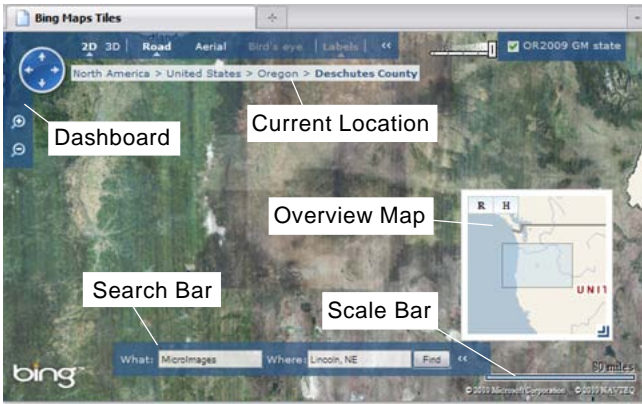 Bing Maps Tiles
2D 3D | Road Aerial Bird's eye | Labels | <<
OR2009 GM state
North America > United States > Oregon > Deschutes County
Dashboard
Current Location
R H
Overview Map
UNIT
Search Bar
Scale Bar
What: MicroImages Where: Lincoln, NE Find <<
bing
80 miles
© 2010 Microsoft Corporation © 2010 NAVTEQ